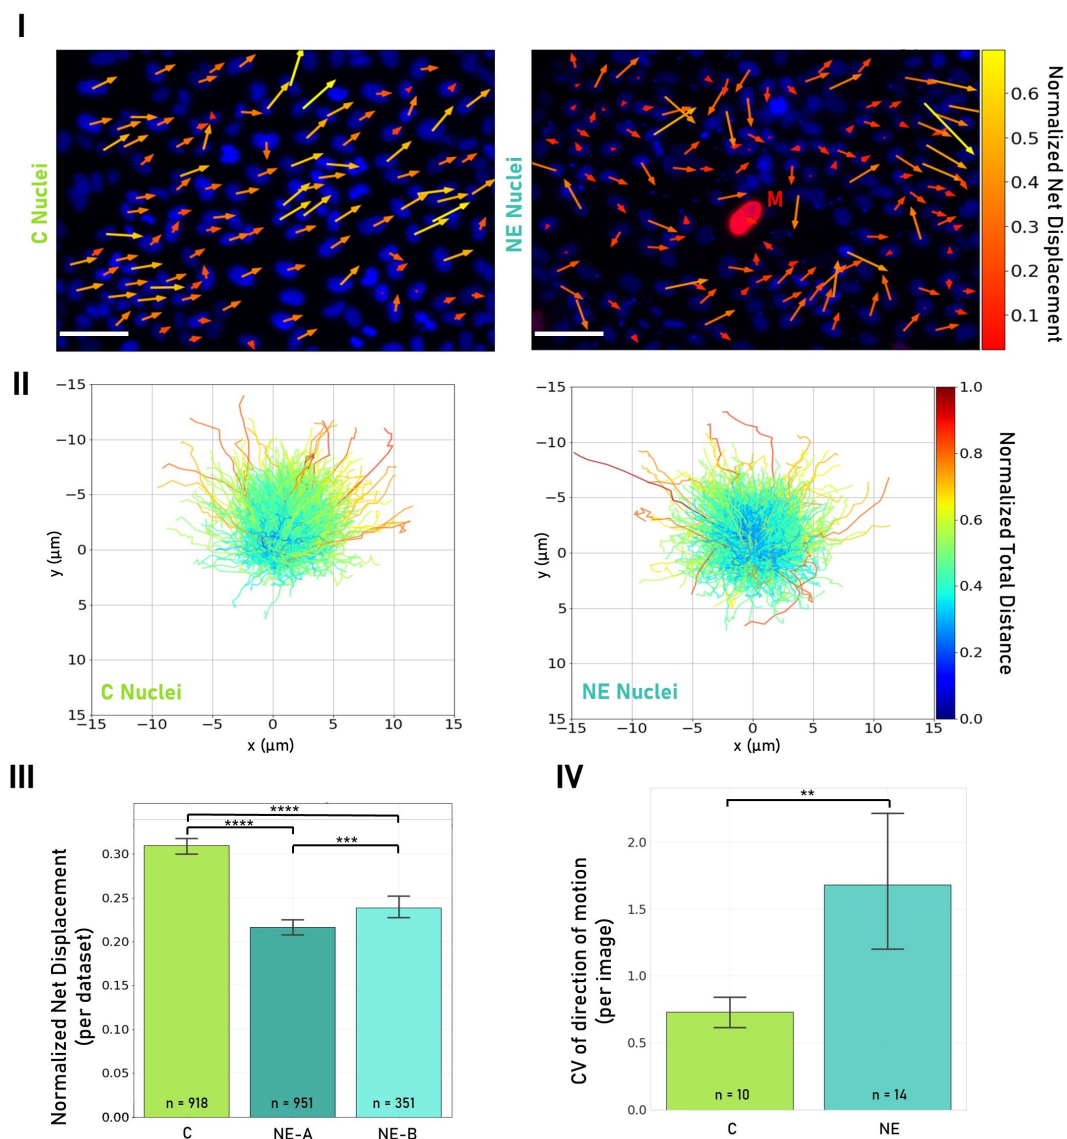 I
C Nuclei
NE Nuclei
M
0.6
0.5
0.4
0.3
0.2
0.1
Normalized Net Displacement
II
−15
−10
−5
0
5
10
15
y (μm)
C Nuclei
−15 −10 −5 0 5 10 15
x (μm)
−15
−10
−5
0
5
10
15
y (μm)
NE Nuclei
−15 −10 −5 0 5 10 15
x (μm)
1.0
0.8
0.6
0.4
0.2
0.0
Normalized Total Distance
III
Normalized Net Displacement
(per dataset)
0.30
0.25
0.20
0.15
0.10
0.05
0.00
****
****
***
n = 918
n = 951
n = 351
C NE-A NE-B
IV
CV of direction of motion
(per image)
2.0
1.5
1.0
0.5
0.0
**
n = 10
n = 14
C NE